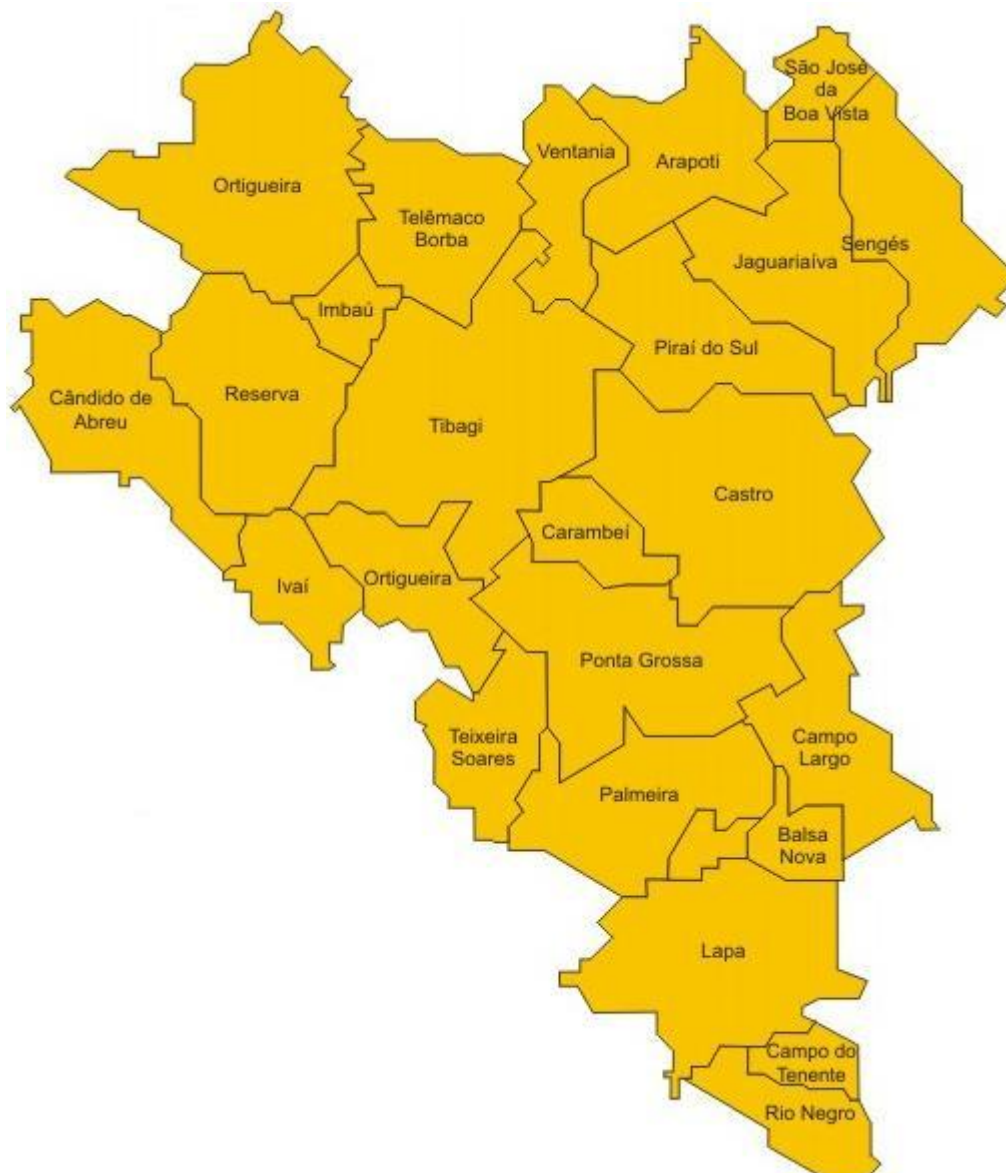 São José
da
Boa Vista
Ventania
Arapoti
Ortigueira
Telêmaco
Borba
Sengés
Jaguariaíva
Imbaú
Piraí do Sul
Cândido de
Abreu
Reserva
Tibagi
Castro
Carambeí
Ivaí
Ortigueira
Ponta Grossa
Teixeira
Soares
Campo
Largo
Palmeira
Balsa
Nova
Lapa
Campo do
Tenente
Rio Negro